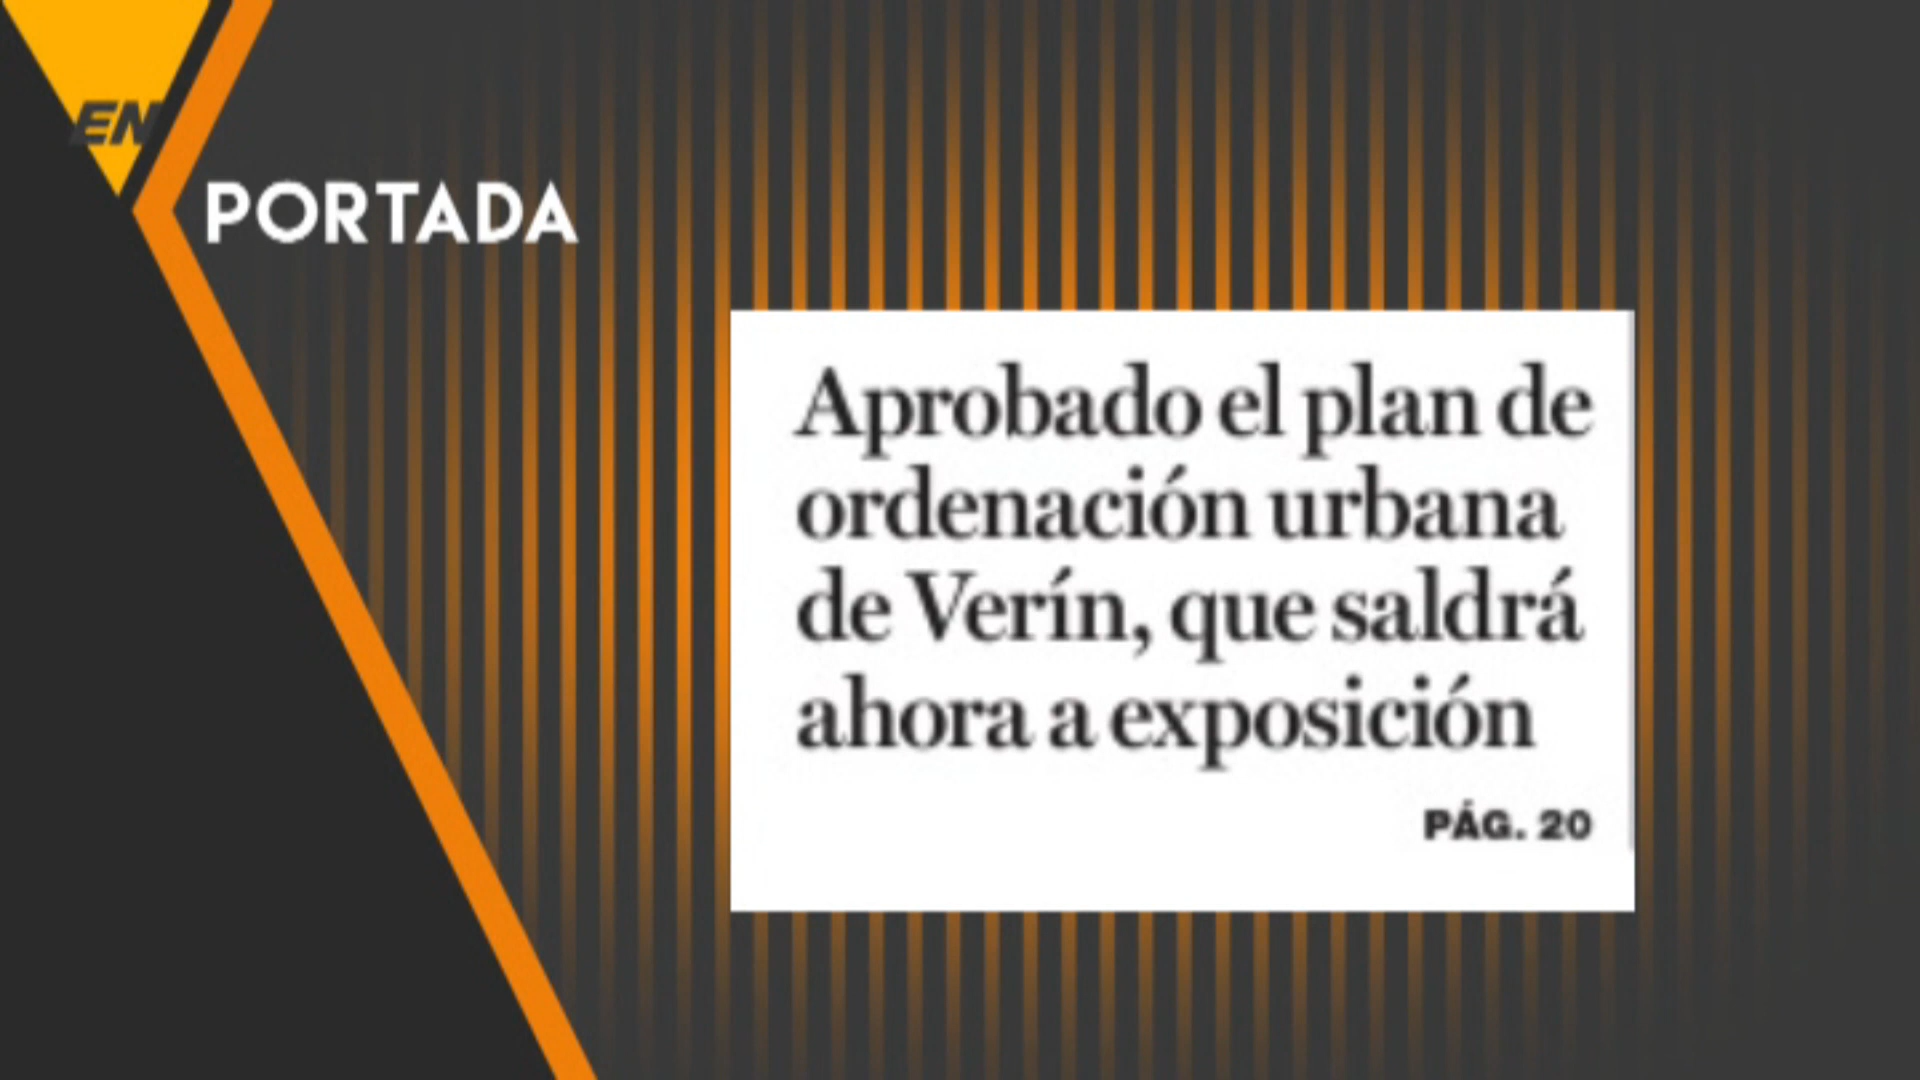 EN
PORTADA
Aprobado el plan de
ordenación urbana
de Verín, que saldrá
ahora a exposición
PÁG. 20